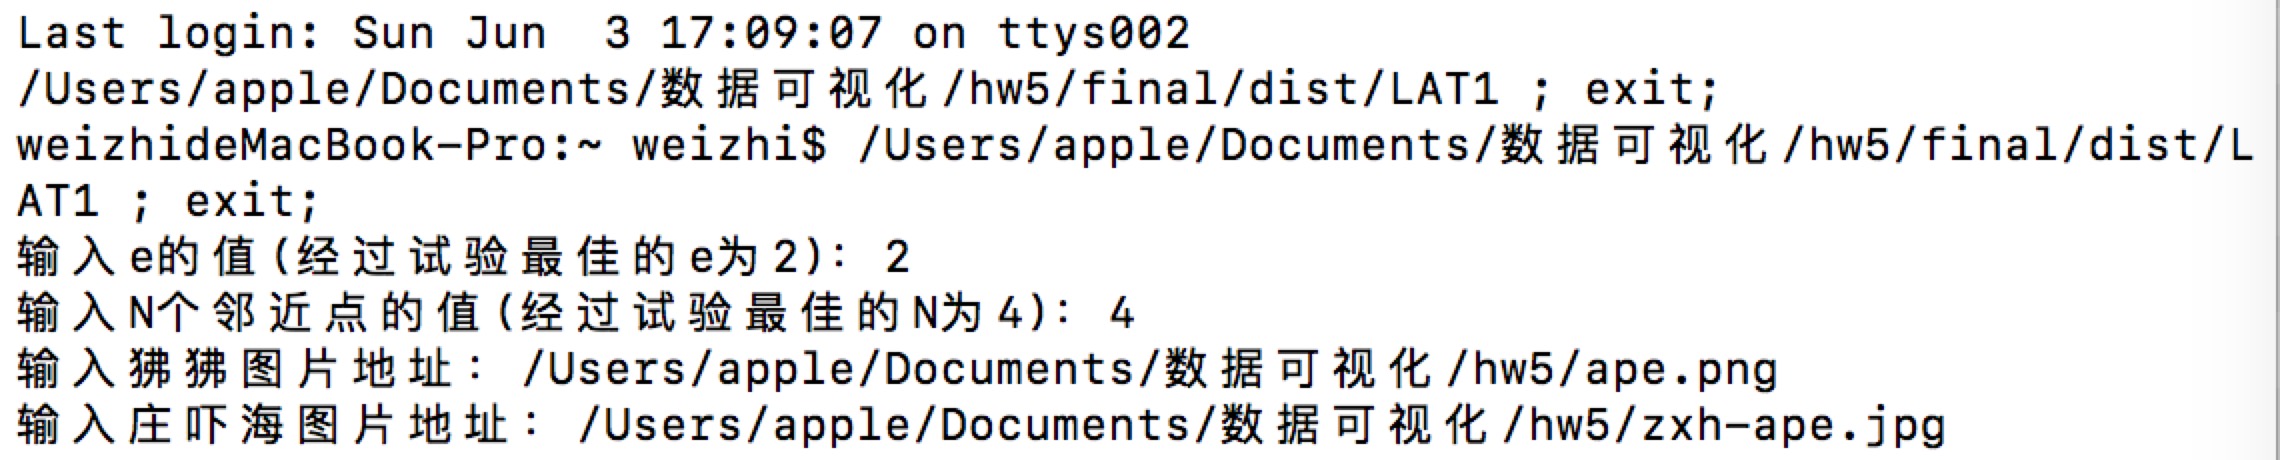 Last login: Sun Jun  3 17:09:07 on ttys002
/Users/apple/Documents/数据可视化/hw5/final/dist/LAT1 ; exit;
weizhideMacBook-Pro:~ weizhi$ /Users/apple/Documents/数据可视化/hw5/final/dist/L
AT1 ; exit;
输入e的值(经过试验最佳的e为2): 2
输入N个邻近点的值(经过试验最佳的N为4): 4
输入狒狒图片地址: /Users/apple/Documents/数据可视化/hw5/ape.png
输入庄吓海图片地址: /Users/apple/Documents/数据可视化/hw5/zxh-ape.jpg